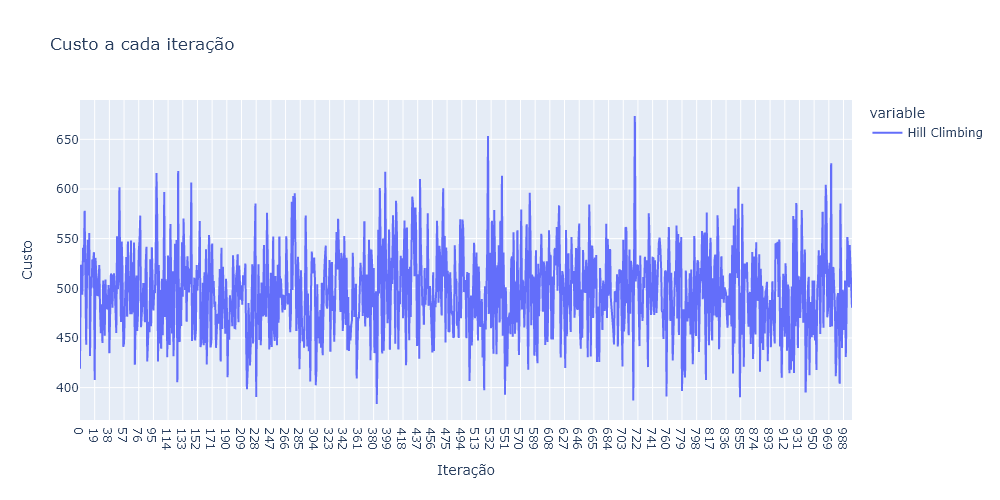 Custo a cada iteração
variable
Hill Climbing
650
600
550
500
450
400
Custo
0 19 38 57 76 95 114 133 152 171 190 209 228 247 266 285 304 323 342 361 380 399 418 437 456 475 494 513 532 551 570 589 608 627 646 665 684 703 722 741 760 779 798 817 836 855 874 893 912 931 950 969 988
Iteração